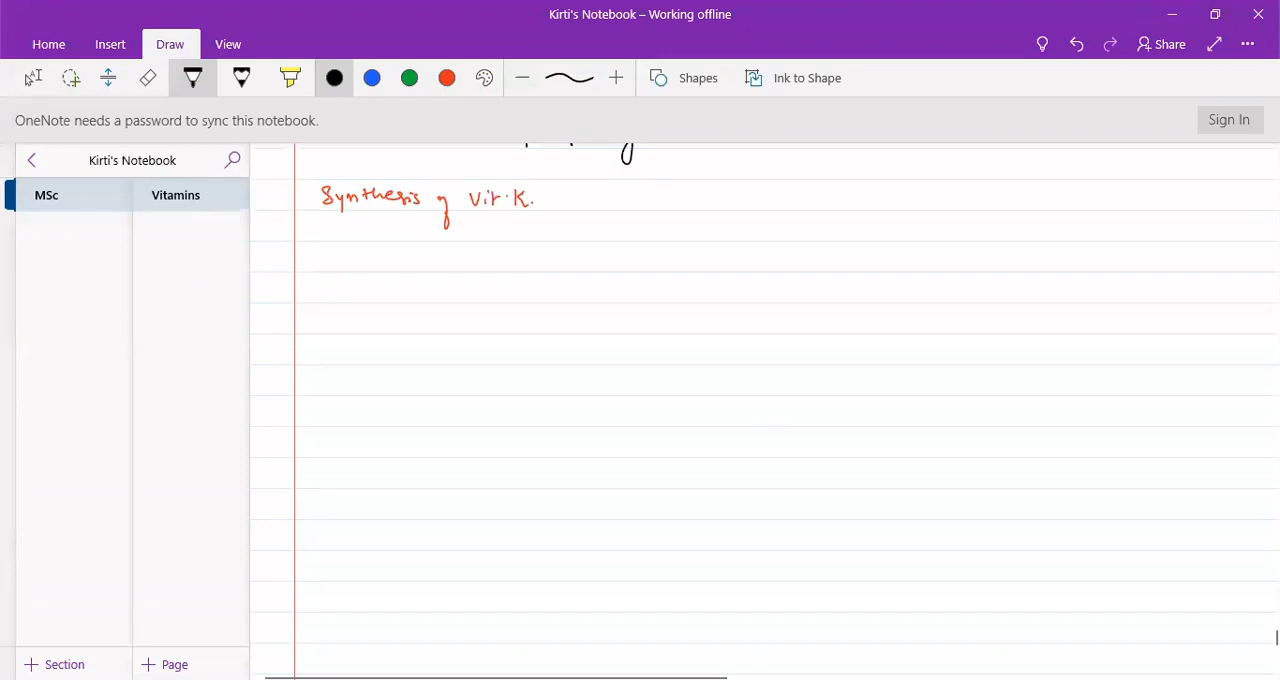 Kirti's Notebook – Working offline
Home Insert Draw View Share
Shapes Ink to Shape
OneNote needs a password to sync this notebook. Sign In
Kirti's Notebook
MSc Vitamins
Synthesis of Vit. K.
Section Page